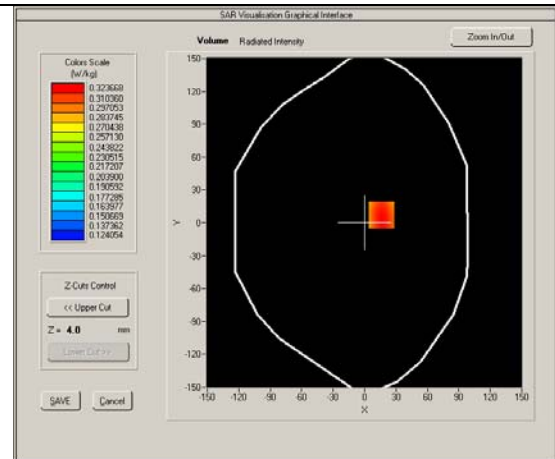 SAR Visualisation Graphical Interface
Volume Radiated Intensity
Zoom In/Out
Colors Scale
(W/kg)
0.323668
0.310360
0.297053
0.283745
0.270438
0.257130
0.243822
0.230515
0.217207
0.203900
0.190592
0.177285
0.163977
0.150669
0.137362
0.124054
Z-Cuts Control
<< Upper Cut
Z = 4.0 mm
Lower Cut >>
SAVE Cancel
150
120
90
60
30
0
-30
-60
-90
-120
-150
Y
-150 -120 -90 -60 -30 0 30 60 90 120 150
X